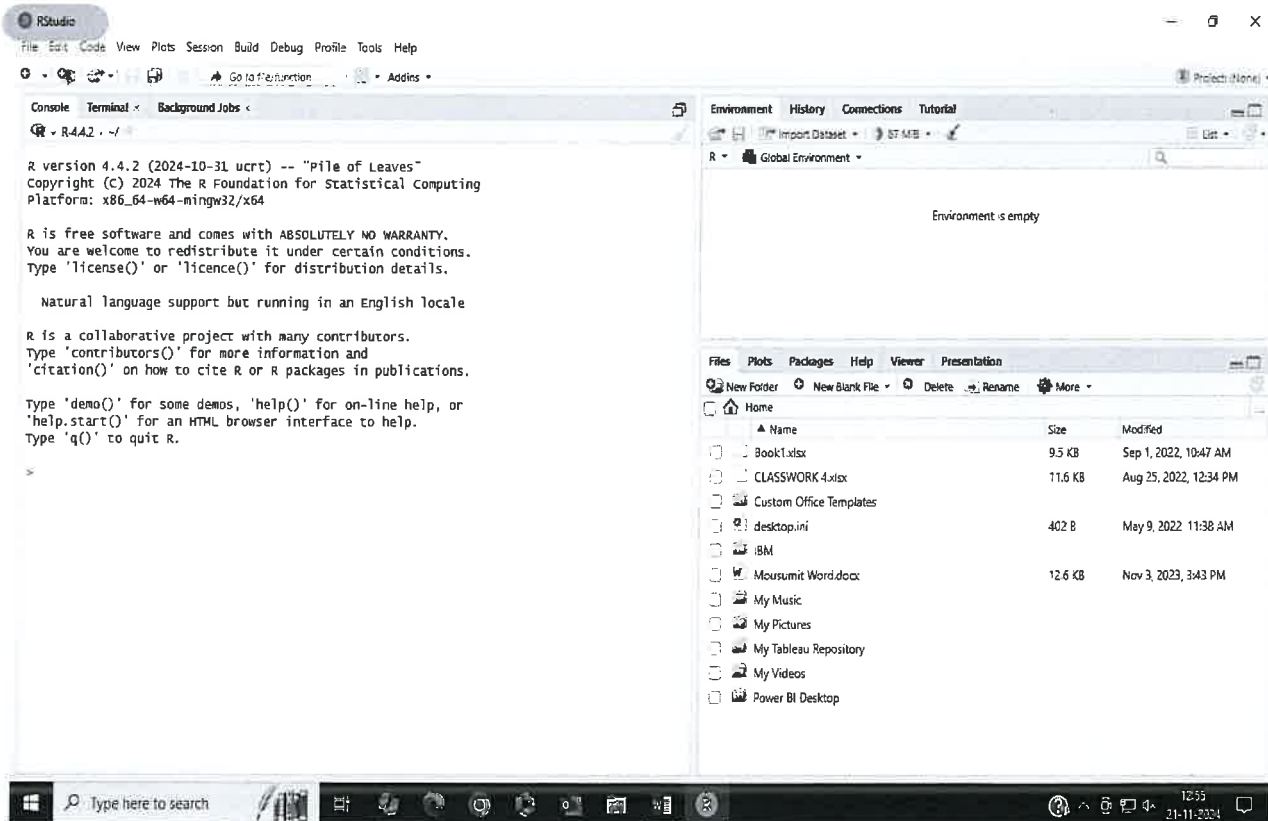 RStudio
File Edit Code View Plots Session Build Debug Profile Tools Help
Go to file/function Addins
Project: (None)
Console Terminal × Background Jobs ×
R 4.4.2 · ~/
R version 4.4.2 (2024-10-31 ucrt) -- "Pile of Leaves"
Copyright (C) 2024 The R Foundation for Statistical Computing
Platform: x86_64-w64-mingw32/x64
R is free software and comes with ABSOLUTELY NO WARRANTY.
You are welcome to redistribute it under certain conditions.
Type 'license()' or 'licence()' for distribution details.
Natural language support but running in an English locale
R is a collaborative project with many contributors.
Type 'contributors()' for more information and
'citation()' on how to cite R or R packages in publications.
Type 'demo()' for some demos, 'help()' for on-line help, or
'help.start()' for an HTML browser interface to help.
Type 'q()' to quit R.
>
Environment History Connections Tutorial
Import Dataset 87 MiB List
R Global Environment
Environment is empty
Files Plots Packages Help Viewer Presentation
New Folder New Blank File Delete Rename More
Home
Name Size Modified
Book1.xlsx 9.5 KB Sep 1, 2022, 10:47 AM
CLASSWORK 4.xlsx 11.6 KB Aug 25, 2022, 12:34 PM
Custom Office Templates
desktop.ini 402 B May 9, 2022, 11:38 AM
IBM
Mousumit Word.docx 12.6 KB Nov 3, 2023, 3:43 PM
My Music
My Pictures
My Tableau Repository
My Videos
Power BI Desktop
Type here to search
12:55
21-11-2024